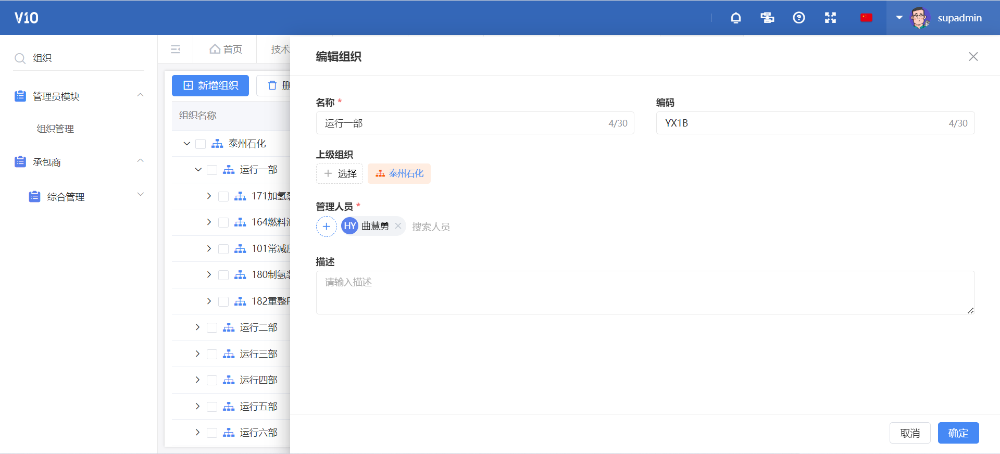 V10
supadmin
组织
管理员模块
组织管理
承包商
综合管理
首页
技术
新增组织
删
组织名称
泰州石化
运行一部
171加氢裂
164燃料油
101常减压
180制氢装
182重整P
运行二部
运行三部
运行四部
运行五部
运行六部
编辑组织
名称 *
运行一部 4/30
编码
YX1B 4/30
上级组织
选择
泰州石化
管理人员 *
HY 曲慧勇 搜索人员
描述
请输入描述
取消 确定